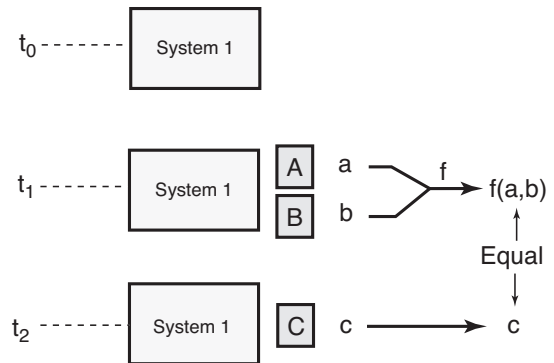 t0 System 1
A a
f
t1 System 1 f(a,b)
B b
Equal
t2 System 1 C c c